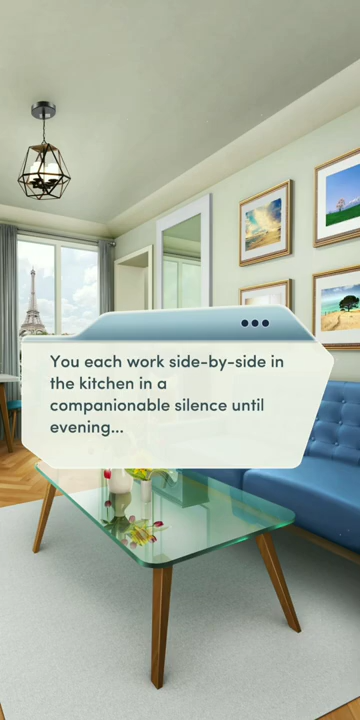 You each work side-by-side in
the kitchen in a
companionable silence until
evening...